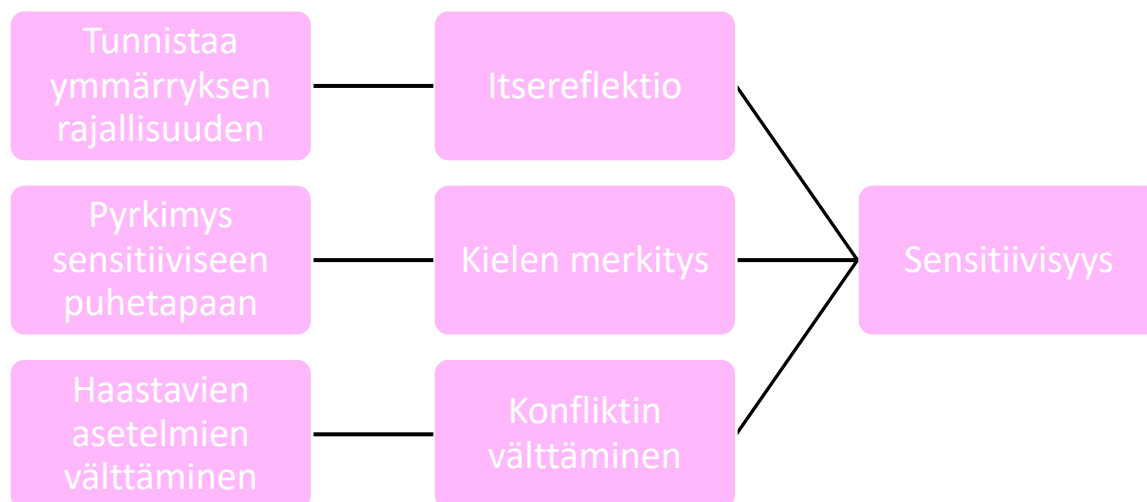 Tunnistaa
ymmärryksen
rajallisuuden
Itsereflektio
Pyrkimys
sensitiiviseen
puhetapaan
Kielen merkitys
Sensitiivisyys
Haastavien
asetelmien
välttäminen
Konfliktin
välttäminen